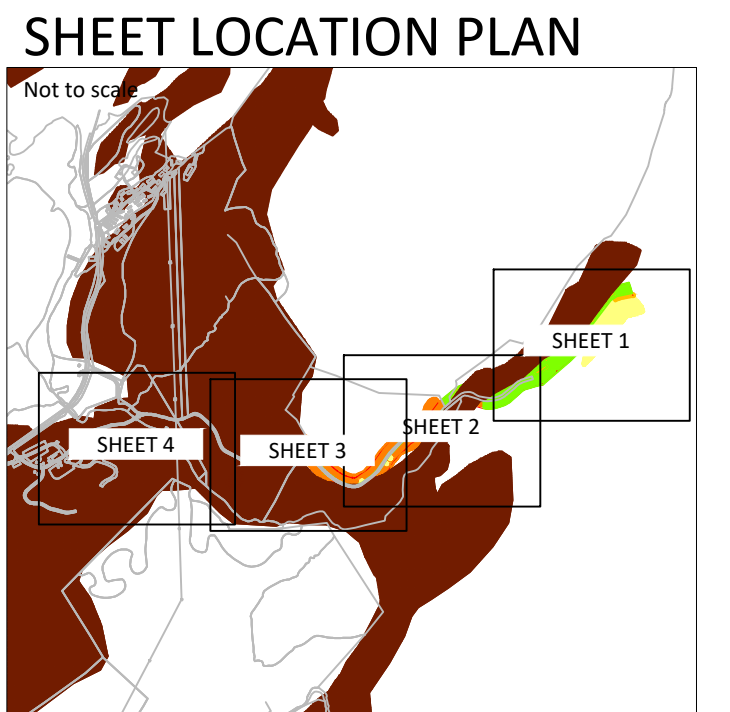 SHEET LOCATION PLAN
Not to scale
SHEET 1
SHEET 2
SHEET 3
SHEET 4